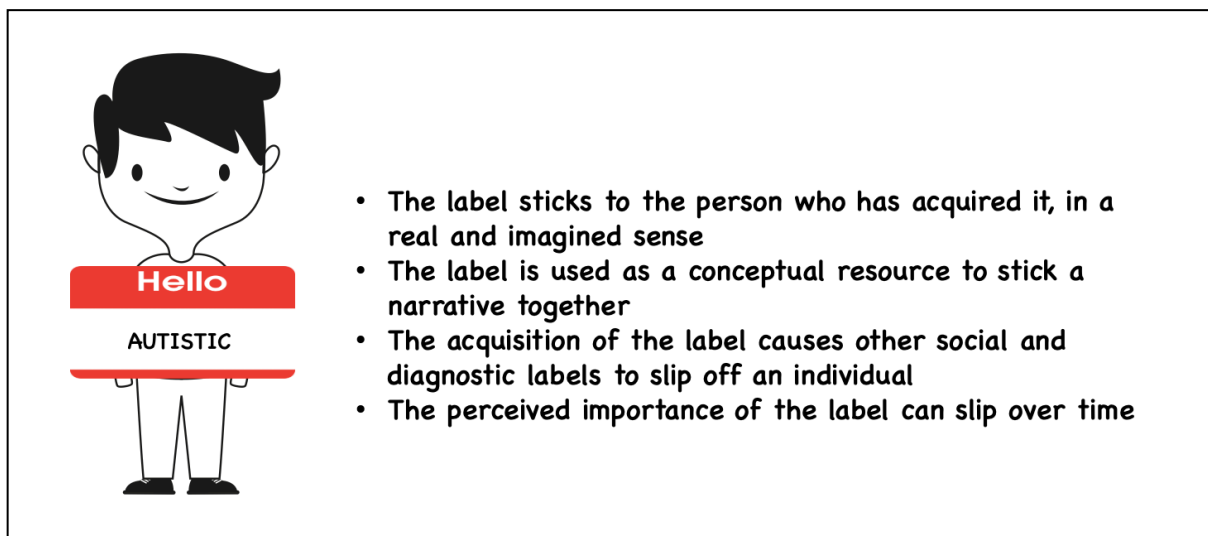 Hello
AUTISTIC
• The label sticks to the person who has acquired it, in a
real and imagined sense
• The label is used as a conceptual resource to stick a
narrative together
• The acquisition of the label causes other social and
diagnostic labels to slip off an individual
• The perceived importance of the label can slip over time